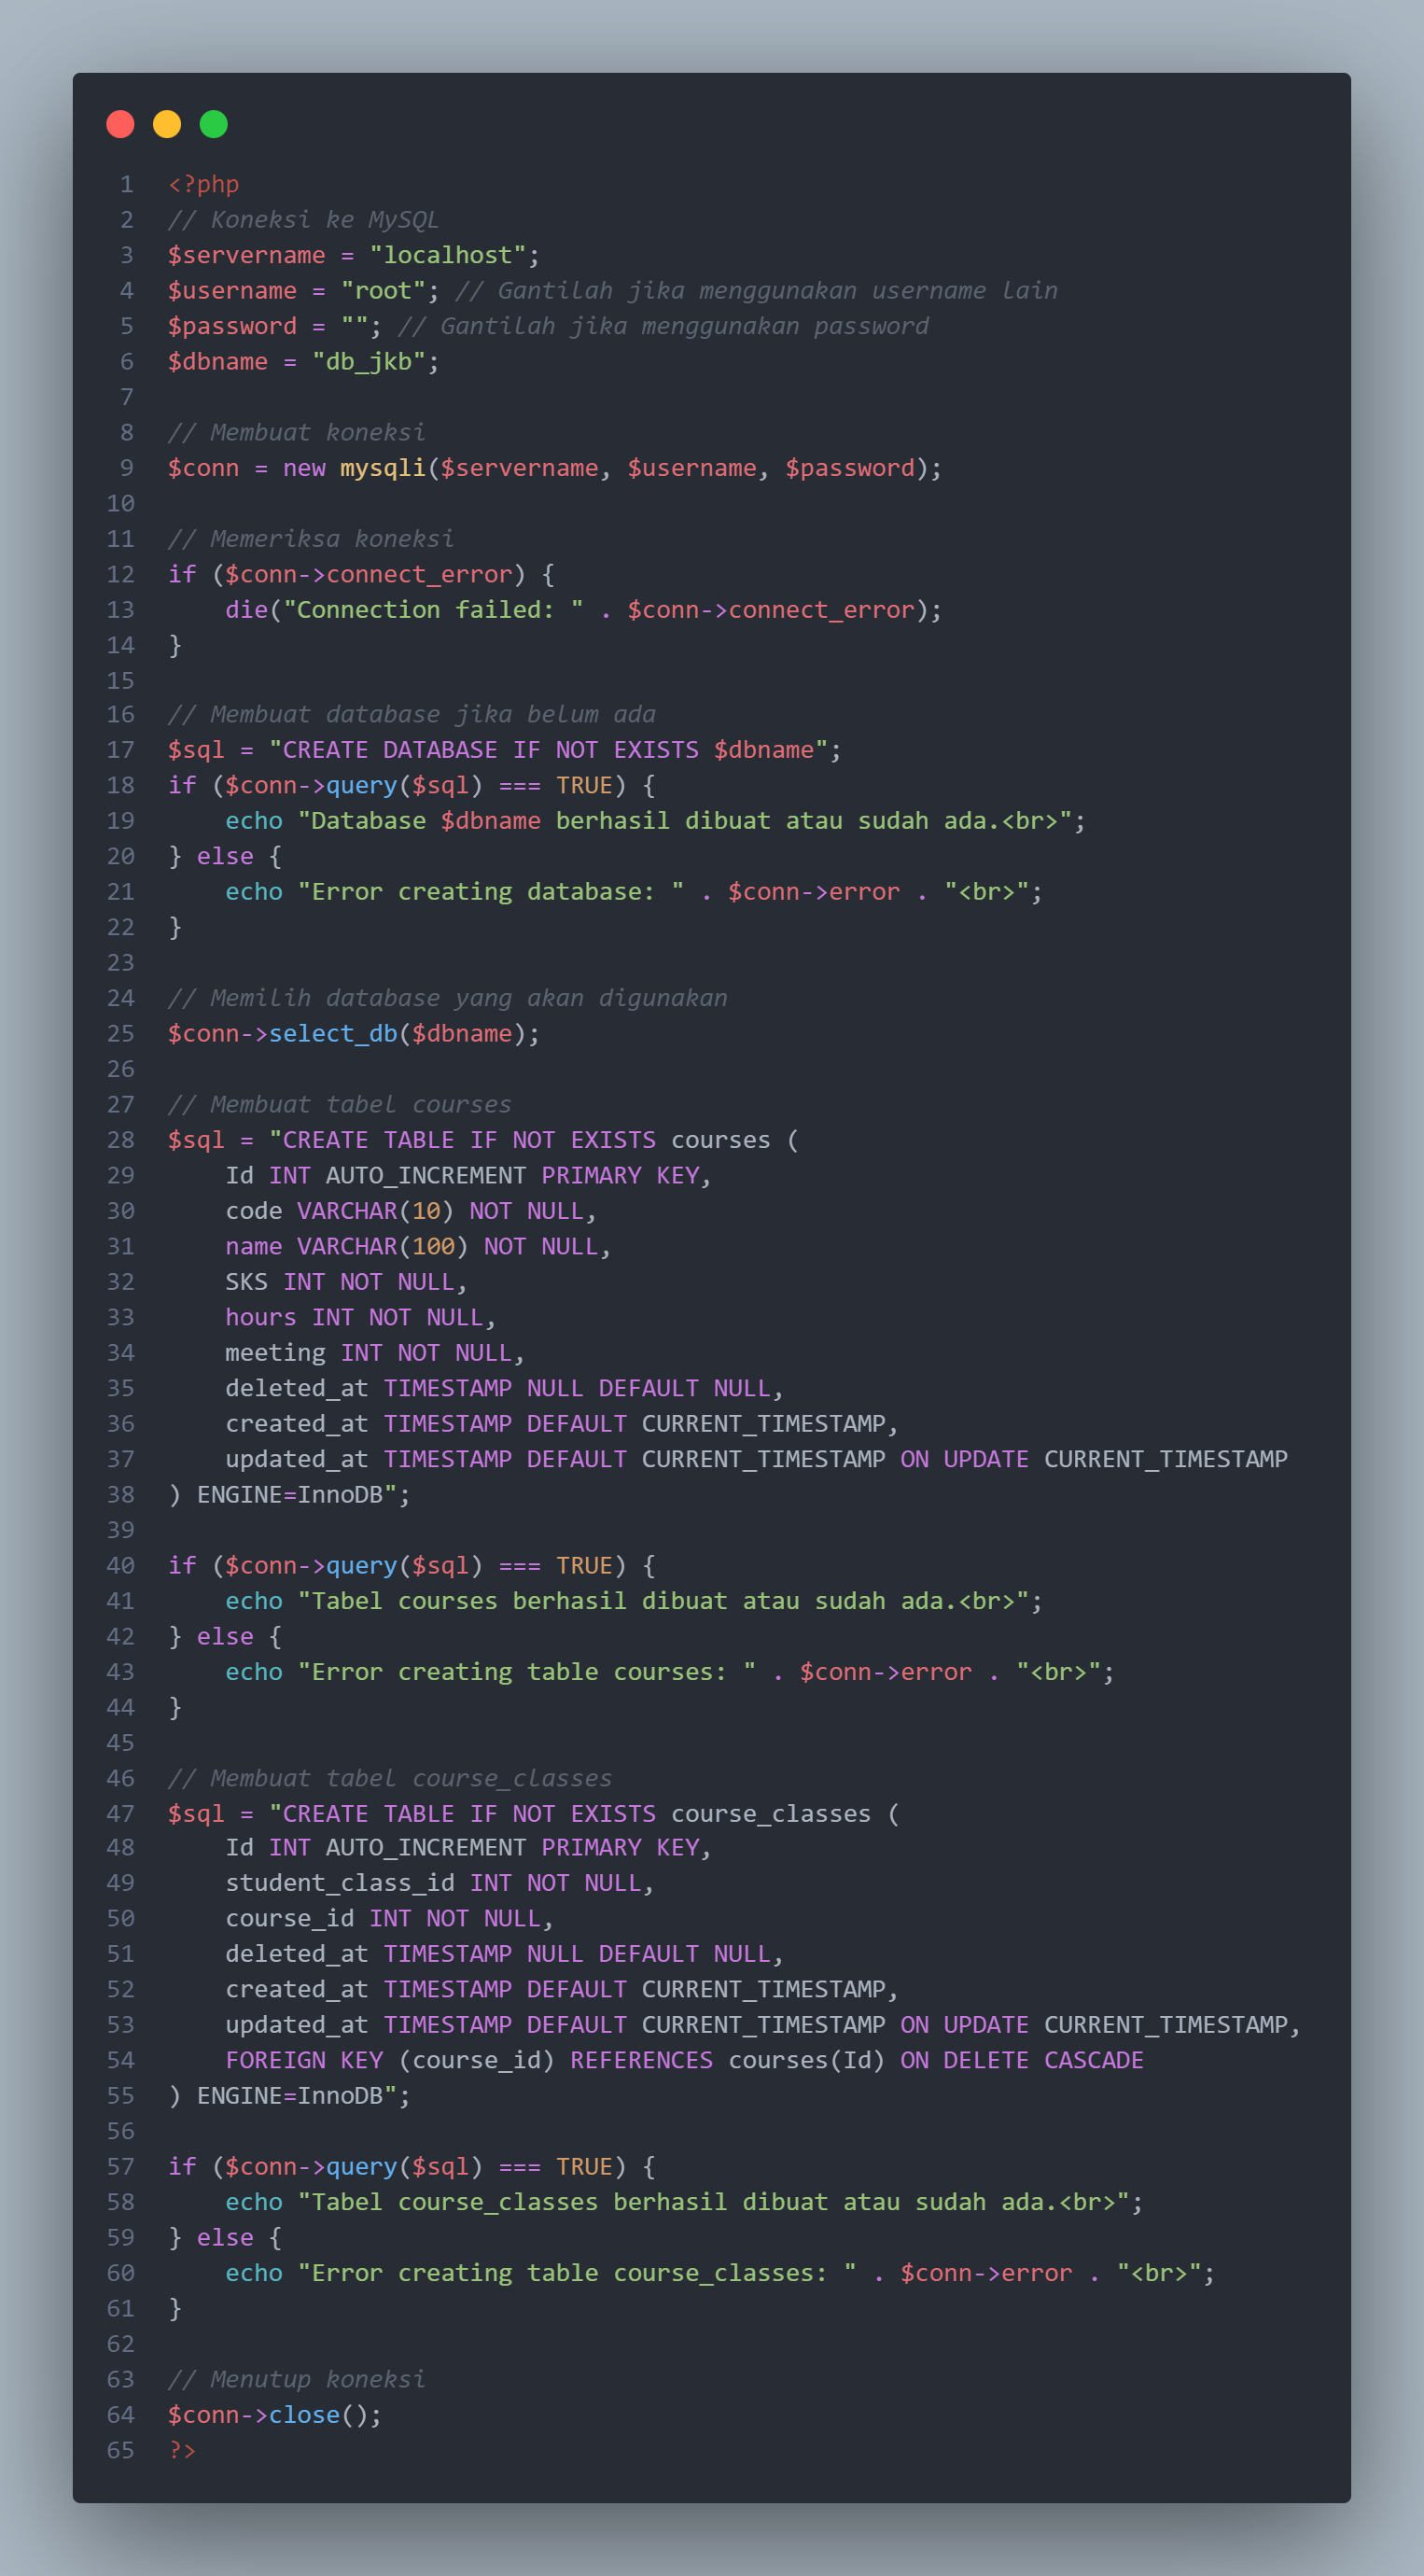 1 <?php
2 // Koneksi ke MySQL
3 $servername = "localhost";
4 $username = "root"; // Gantilah jika menggunakan username lain
5 $password = ""; // Gantilah jika menggunakan password
6 $dbname = "db_jkb";
7
8 // Membuat koneksi
9 $conn = new mysqli($servername, $username, $password);
10
11 // Memeriksa koneksi
12 if ($conn->connect_error) {
13     die("Connection failed: " . $conn->connect_error);
14 }
15
16 // Membuat database jika belum ada
17 $sql = "CREATE DATABASE IF NOT EXISTS $dbname";
18 if ($conn->query($sql) === TRUE) {
19     echo "Database $dbname berhasil dibuat atau sudah ada.<br>";
20 } else {
21     echo "Error creating database: " . $conn->error . "<br>";
22 }
23
24 // Memilih database yang akan digunakan
25 $conn->select_db($dbname);
26
27 // Membuat tabel courses
28 $sql = "CREATE TABLE IF NOT EXISTS courses (
29     Id INT AUTO_INCREMENT PRIMARY KEY,
30     code VARCHAR(10) NOT NULL,
31     name VARCHAR(100) NOT NULL,
32     SKS INT NOT NULL,
33     hours INT NOT NULL,
34     meeting INT NOT NULL,
35     deleted_at TIMESTAMP NULL DEFAULT NULL,
36     created_at TIMESTAMP DEFAULT CURRENT_TIMESTAMP,
37     updated_at TIMESTAMP DEFAULT CURRENT_TIMESTAMP ON UPDATE CURRENT_TIMESTAMP
38 ) ENGINE=InnoDB";
39
40 if ($conn->query($sql) === TRUE) {
41     echo "Tabel courses berhasil dibuat atau sudah ada.<br>";
42 } else {
43     echo "Error creating table courses: " . $conn->error . "<br>";
44 }
45
46 // Membuat tabel course_classes
47 $sql = "CREATE TABLE IF NOT EXISTS course_classes (
48     Id INT AUTO_INCREMENT PRIMARY KEY,
49     student_class_id INT NOT NULL,
50     course_id INT NOT NULL,
51     deleted_at TIMESTAMP NULL DEFAULT NULL,
52     created_at TIMESTAMP DEFAULT CURRENT_TIMESTAMP,
53     updated_at TIMESTAMP DEFAULT CURRENT_TIMESTAMP ON UPDATE CURRENT_TIMESTAMP,
54     FOREIGN KEY (course_id) REFERENCES courses(Id) ON DELETE CASCADE
55 ) ENGINE=InnoDB";
56
57 if ($conn->query($sql) === TRUE) {
58     echo "Tabel course_classes berhasil dibuat atau sudah ada.<br>";
59 } else {
60     echo "Error creating table course_classes: " . $conn->error . "<br>";
61 }
62
63 // Menutup koneksi
64 $conn->close();
65 ?>